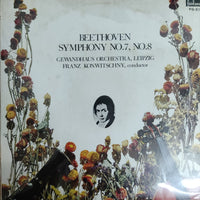 BEETHOVEN
SYMPHONY NO.7, NO.8
GEWANDHAUS ORCHESTRA, LEIPZIG
FRANZ KONWITSCHNY, conductor